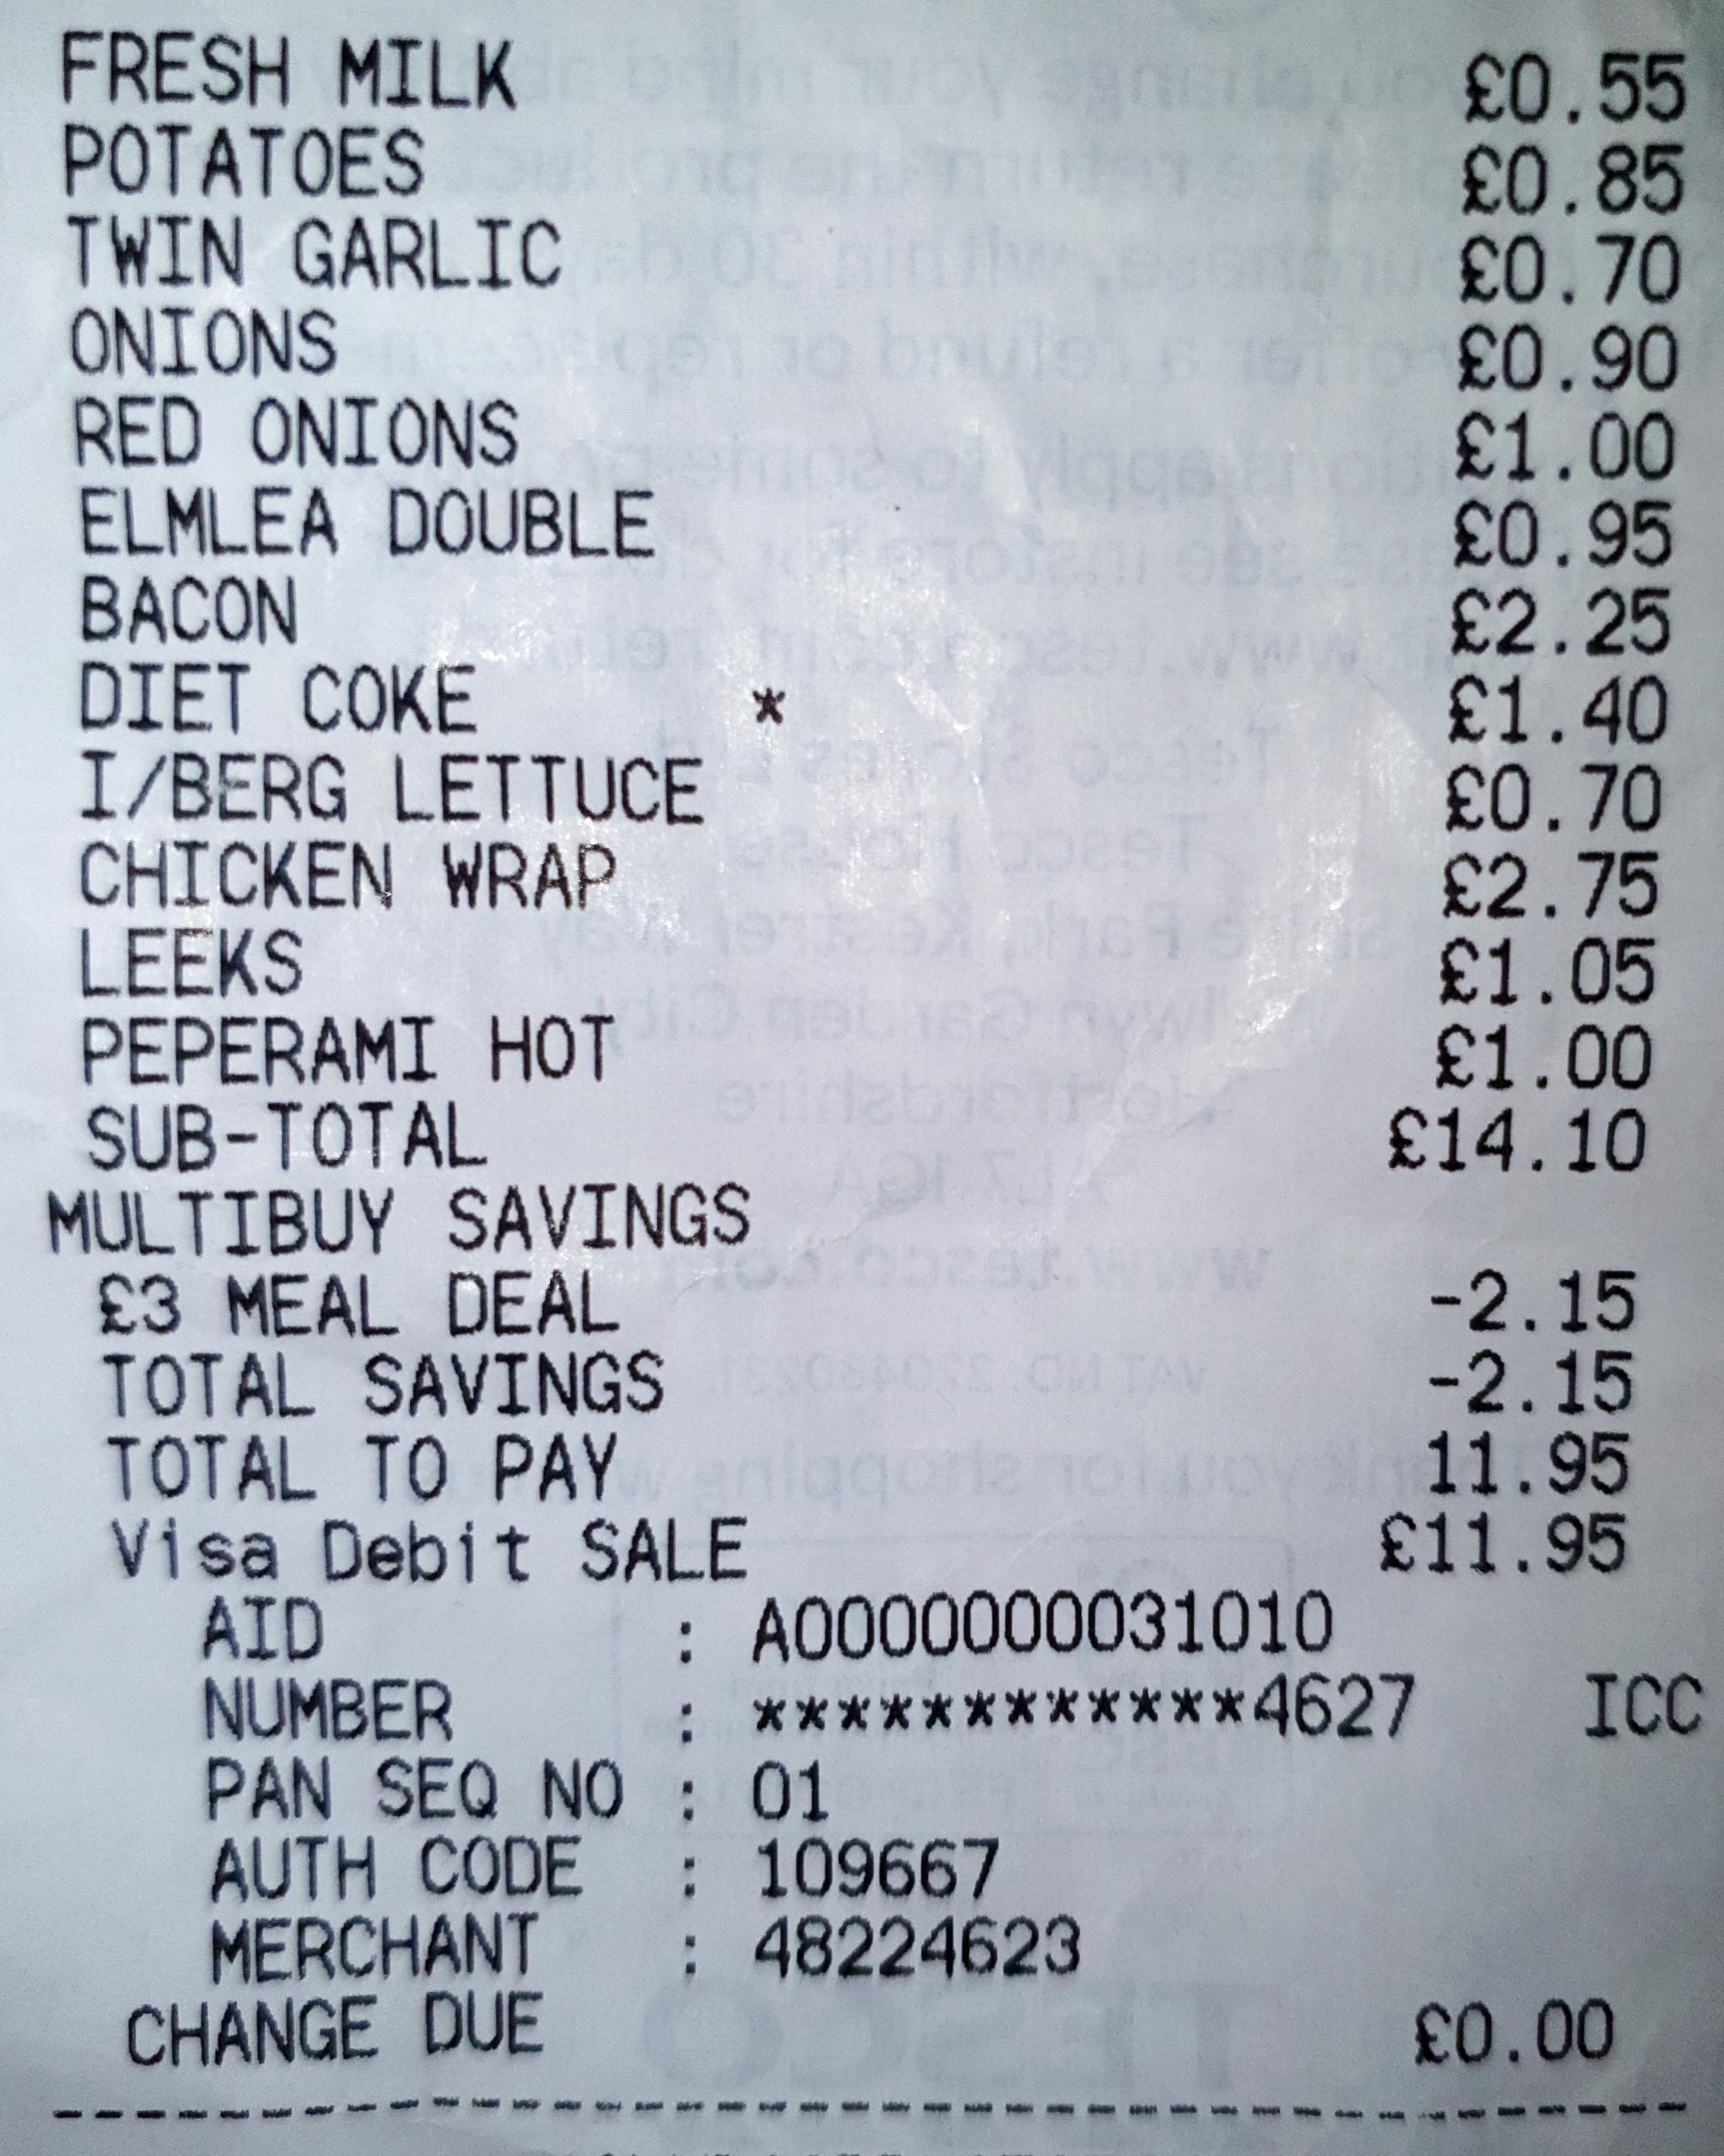 FRESH MILK £0.55
POTATOES £0.85
TWIN GARLIC £0.70
ONIONS £0.90
RED ONIONS £1.00
ELMLEA DOUBLE £0.95
BACON £2.25
DIET COKE * £1.40
I/BERG LETTUCE £0.70
CHICKEN WRAP £2.75
LEEKS £1.05
PEPERAMI HOT £1.00
SUB-TOTAL £14.10
MULTIBUY SAVINGS
£3 MEAL DEAL -2.15
TOTAL SAVINGS -2.15
TOTAL TO PAY 11.95
Visa Debit SALE £11.95
AID : A0000000031010
NUMBER : ************4627 ICC
PAN SEQ NO : 01
AUTH CODE : 109667
MERCHANT : 48224623
CHANGE DUE £0.00